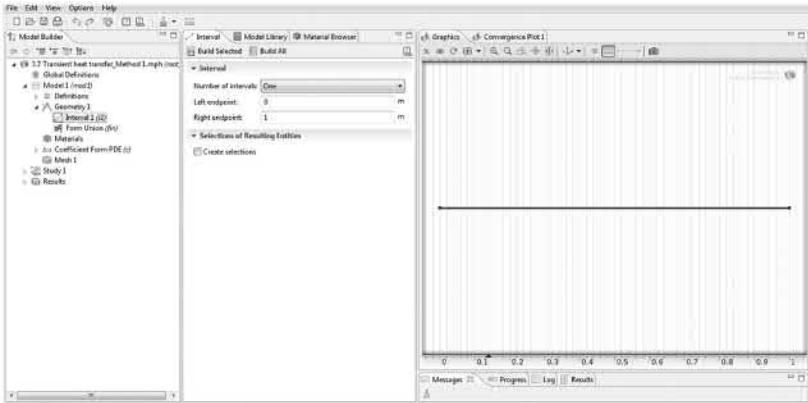 File Edit View Options Help
Model Builder
3.2 Transient heat transfer_Method 1.mph (root)
Global Definitions
Model 1 (mod1)
Definitions
Geometry 1
Interval 1 (i1)
Form Union (fin)
Materials
Coefficient Form PDE (c)
Mesh 1
Study 1
Results
Interval Model Library Material Browser
Build Selected Build All
Interval
Number of intervals: One
Left endpoint: 0 m
Right endpoint: 1 m
Selections of Resulting Entities
Create selections
Graphics Convergence Plot 1
0 0.1 0.2 0.3 0.4 0.5 0.6 0.7 0.8 0.9 1
Messages Progress Log Results